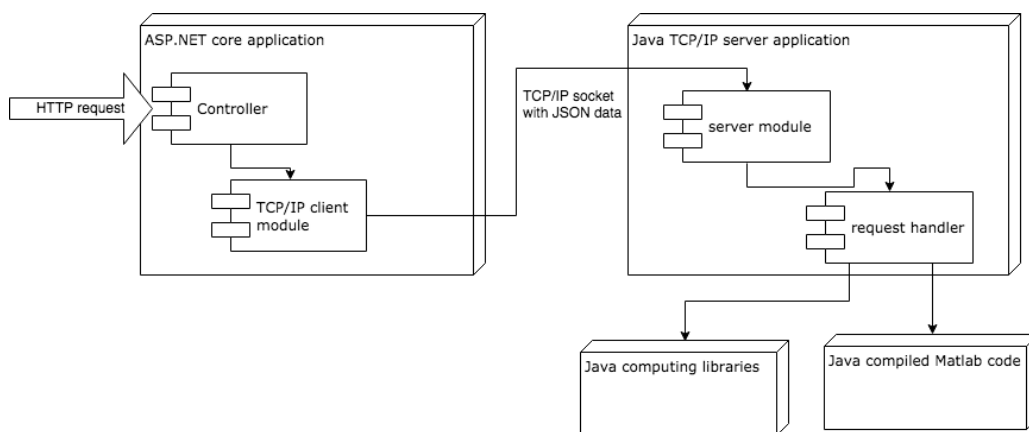 ASP.NET core application
Java TCP/IP server application
HTTP request
Controller
TCP/IP socket
with JSON data
server module
TCP/IP client
module
request handler
Java computing libraries
Java compiled Matlab code